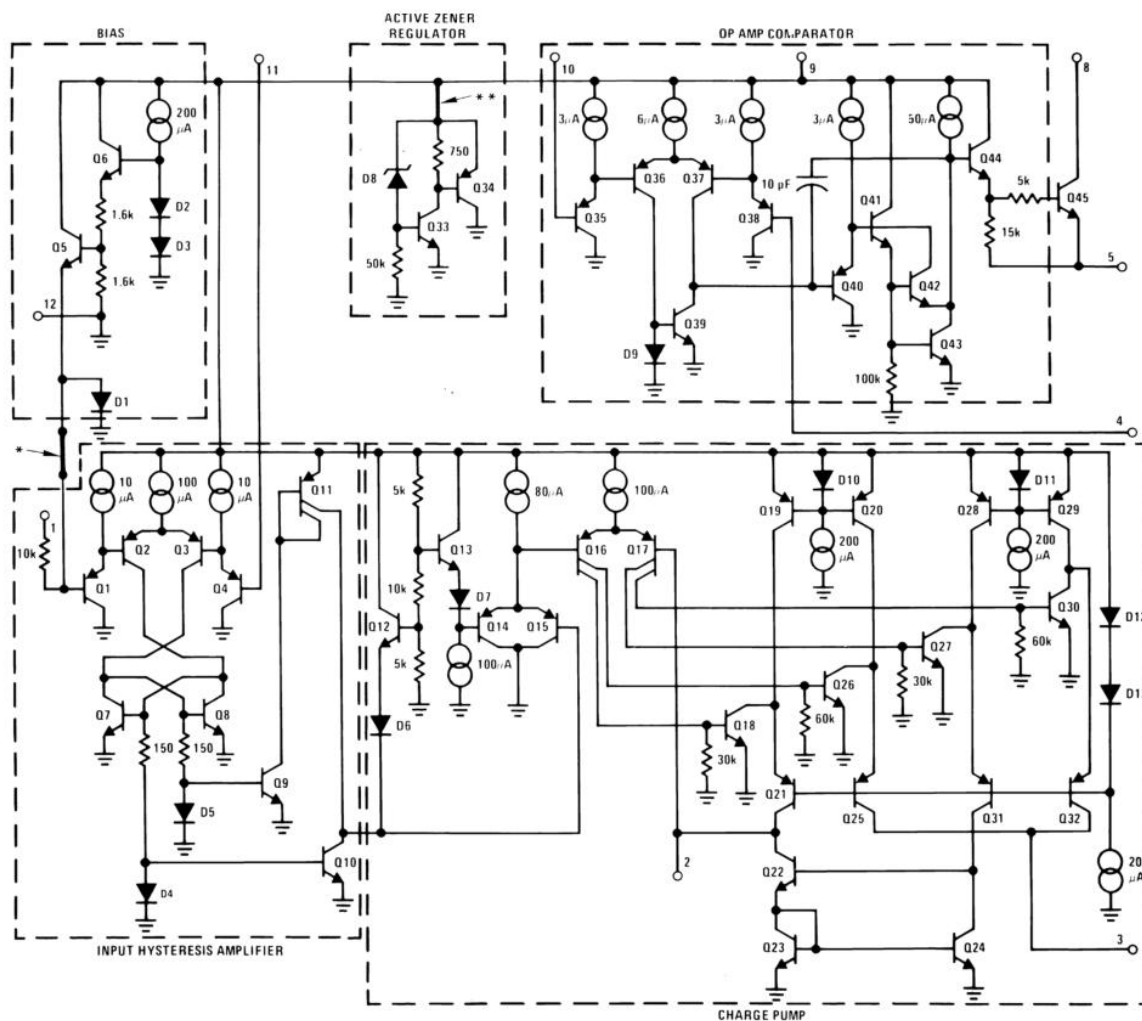 BIAS
ACTIVE ZENER
REGULATOR
OP AMP COMPARATOR
11
10
9
8
* *
200
μA
3μA
6μA
3μA
3μA
50μA
Q6
750
Q44
D8
Q34
Q36
Q37
10 pF
5k
Q45
D2
1.6k
Q35
Q38
Q41
15k
Q5
D3
Q33
50k
5
1.6k
Q40
Q42
12
Q39
Q43
D9
100k
D1
4
*
10
μA
100
μA
10
μA
Q11
5k
80μA
100μA
D10
D11
Q19
Q20
Q28
Q29
1
10k
Q2
Q3
Q13
Q16
Q17
200
μA
200
μA
Q1
Q4
10k
D7
Q30
Q12
Q14
Q15
60k
D12
5k
100μA
Q27
30k
Q26
Q7
Q8
D6
Q18
60k
D13
150
150
30k
Q9
D5
Q21
Q25
Q31
Q32
Q10
2
Q22
20
μA
D4
INPUT HYSTERESIS AMPLIFIER
Q23
Q24
3
CHARGE PUMP